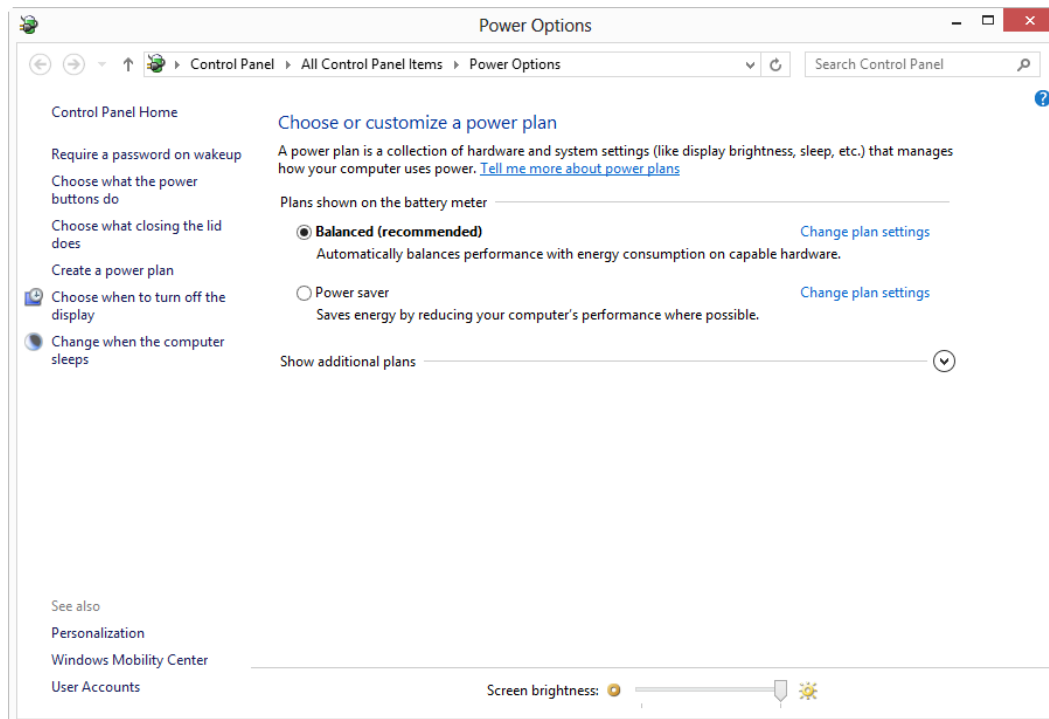 Power Options
Control Panel All Control Panel Items Power Options
Search Control Panel
Control Panel Home
Require a password on wakeup
Choose what the power
buttons do
Choose what closing the lid
does
Create a power plan
Choose when to turn off the
display
Change when the computer
sleeps
Choose or customize a power plan
A power plan is a collection of hardware and system settings (like display brightness, sleep, etc.) that manages
how your computer uses power. Tell me more about power plans
Plans shown on the battery meter
Balanced (recommended) Change plan settings
Automatically balances performance with energy consumption on capable hardware.
Power saver Change plan settings
Saves energy by reducing your computer's performance where possible.
Show additional plans
See also
Personalization
Windows Mobility Center
User Accounts
Screen brightness: